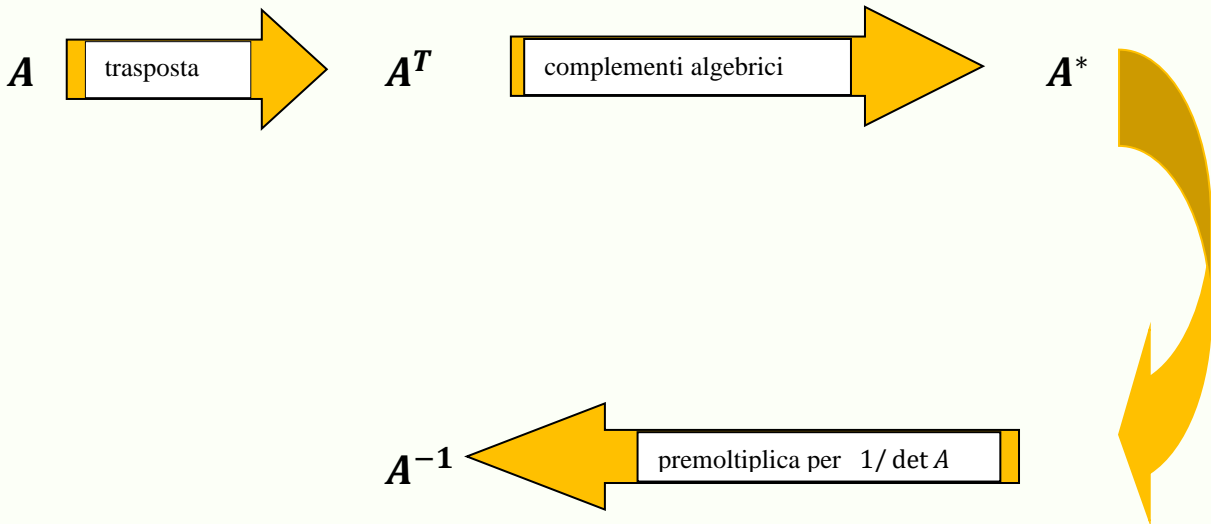 A trasposta A^T complementi algebrici A*
A^{-1} premoltiplica per 1/ det A